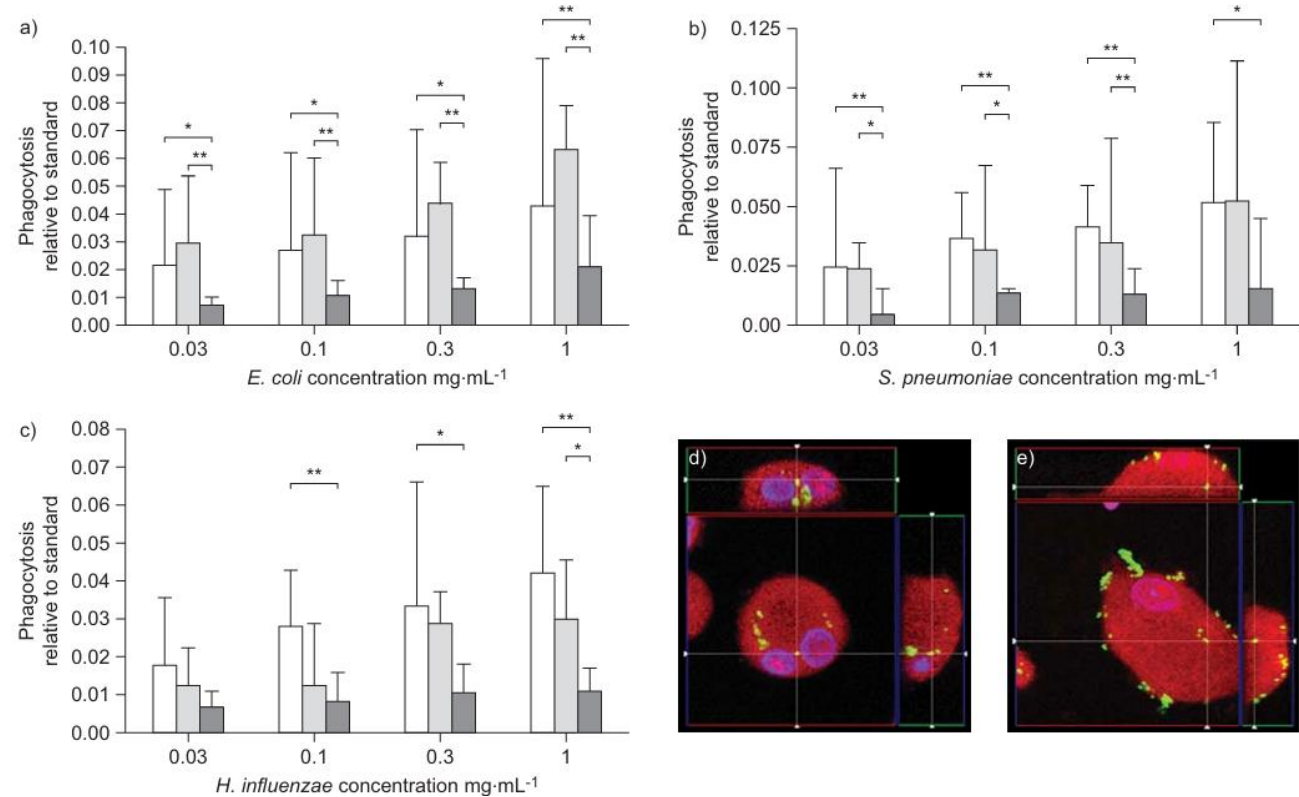 a)
Phagocytosis
relative to standard
0.10
0.09
0.08
0.07
0.06
0.05
0.04
0.03
0.02
0.01
0.00
*
**
*
**
*
**
**
**
0.03 0.1 0.3 1
E. coli concentration mg·mL-1
b)
Phagocytosis
relative to standard
0.125
0.100
0.075
0.050
0.025
0.00
**
*
**
*
**
**
*
0.03 0.1 0.3 1
S. pneumoniae concentration mg·mL-1
c)
Phagocytosis
relative to standard
0.08
0.07
0.06
0.05
0.04
0.03
0.02
0.01
0.00
**
*
**
*
0.03 0.1 0.3 1
H. influenzae concentration mg·mL-1
d)
e)